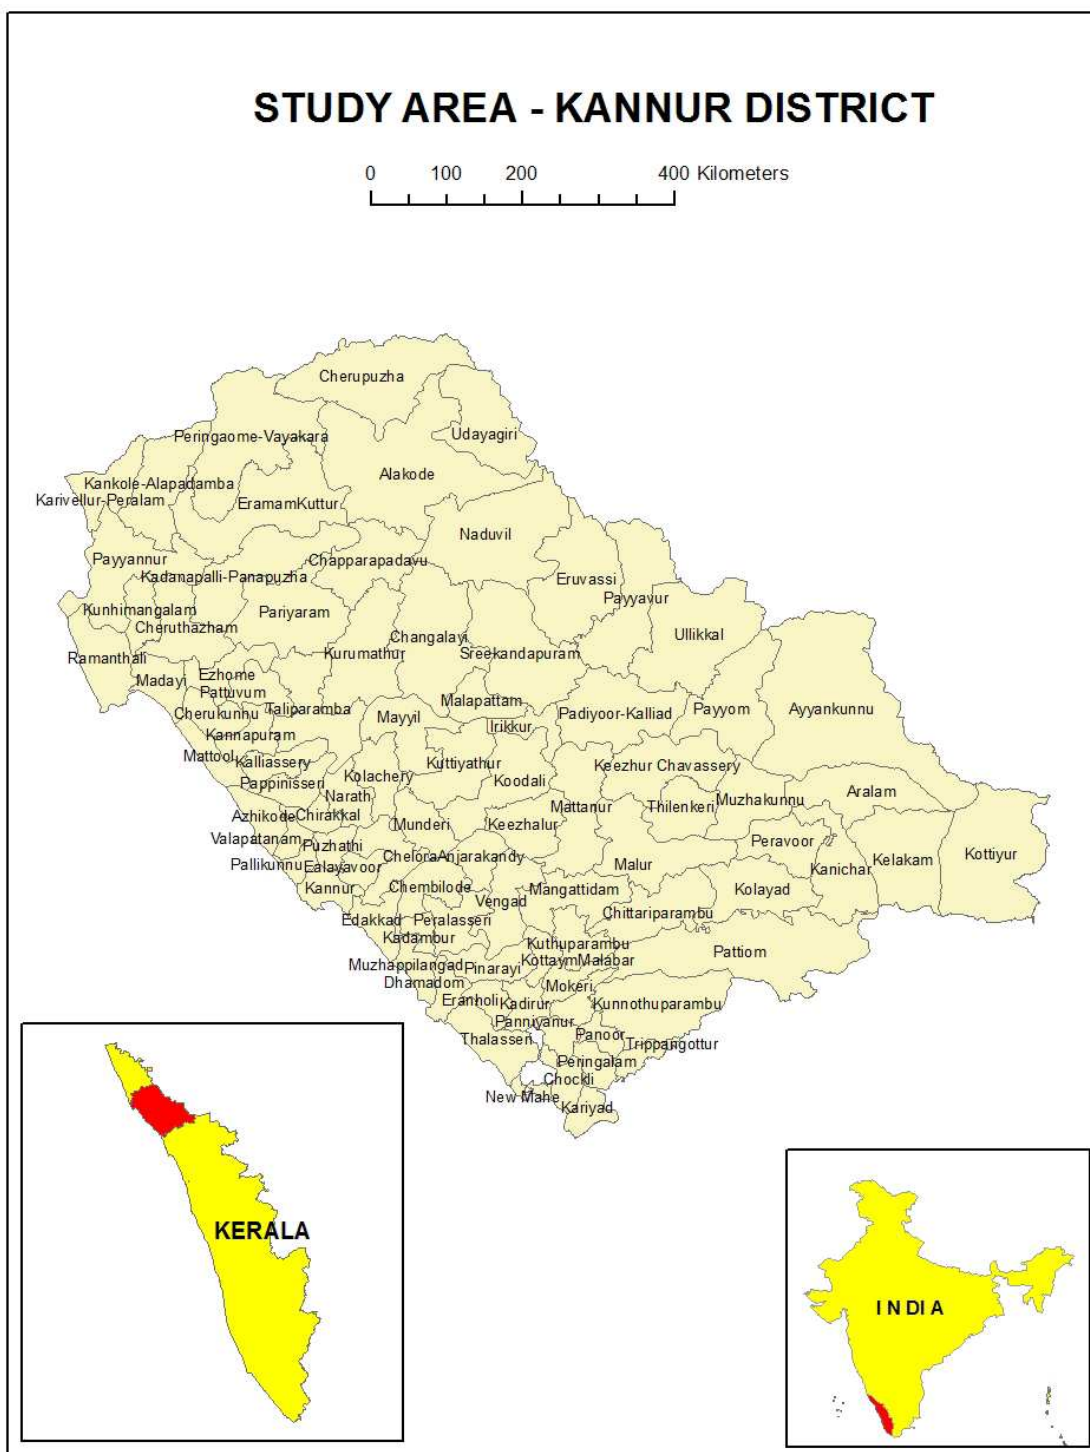 STUDY AREA - KANNUR DISTRICT
0 100 200 400 Kilometers
Cherupuzha
Peringaome-Vayakara
Udayagiri
Alakode
Kankole-Alapadamba
Karivellur-Peralam
EramamKuttur
Naduvil
Payyannur
Chapparapadavu
Kadanapalli-Panapuzha
Eruvassi
Payyavur
Kunhimangalam
Pariyaram
Cheruthazham
Changalayi
Ullikkal
Ramanthali
Kurumathur
Sreekandapuram
Madayi
Ezhome
Pattuvum
Malapattam
Cherukunnu
Taliparamba
Mayyil
Padiyoor-Kalliad
Payyom
Ayyankunnu
Irikkur
Kannapuram
Mattool
Kalliassery
Kuttiyathur
Keezhur Chavassery
Pappinisseri
Kolachery
Koodali
Narath
Mattanur
Thilenkeri
Muzhakunnu
Aralam
Azhikode
Chirakkal
Munderi
Keezhalur
Valapatanam
Puzhathi
Peravoor
Pallikunnu
Ealayavoor
Chelora
Anjarakandy
Malur
Kanichar
Kelakam
Kottiyur
Kannur
Chembilode
Mangattidam
Kolayad
Vengad
Edakkad
Peralasseri
Chittariparambu
Kadambur
Kuthuparambu
Pattiom
Muzhappilangad
Pinarayi
KottaymMalabar
Dhamadom
Mokeri
Eranholi
Kadirur
Kunnothuparambu
Panniyanur
Thalasseri
Panoor
Trippangottur
Peringalam
Chockli
New Mahe
Kariyad
KERALA
INDIA